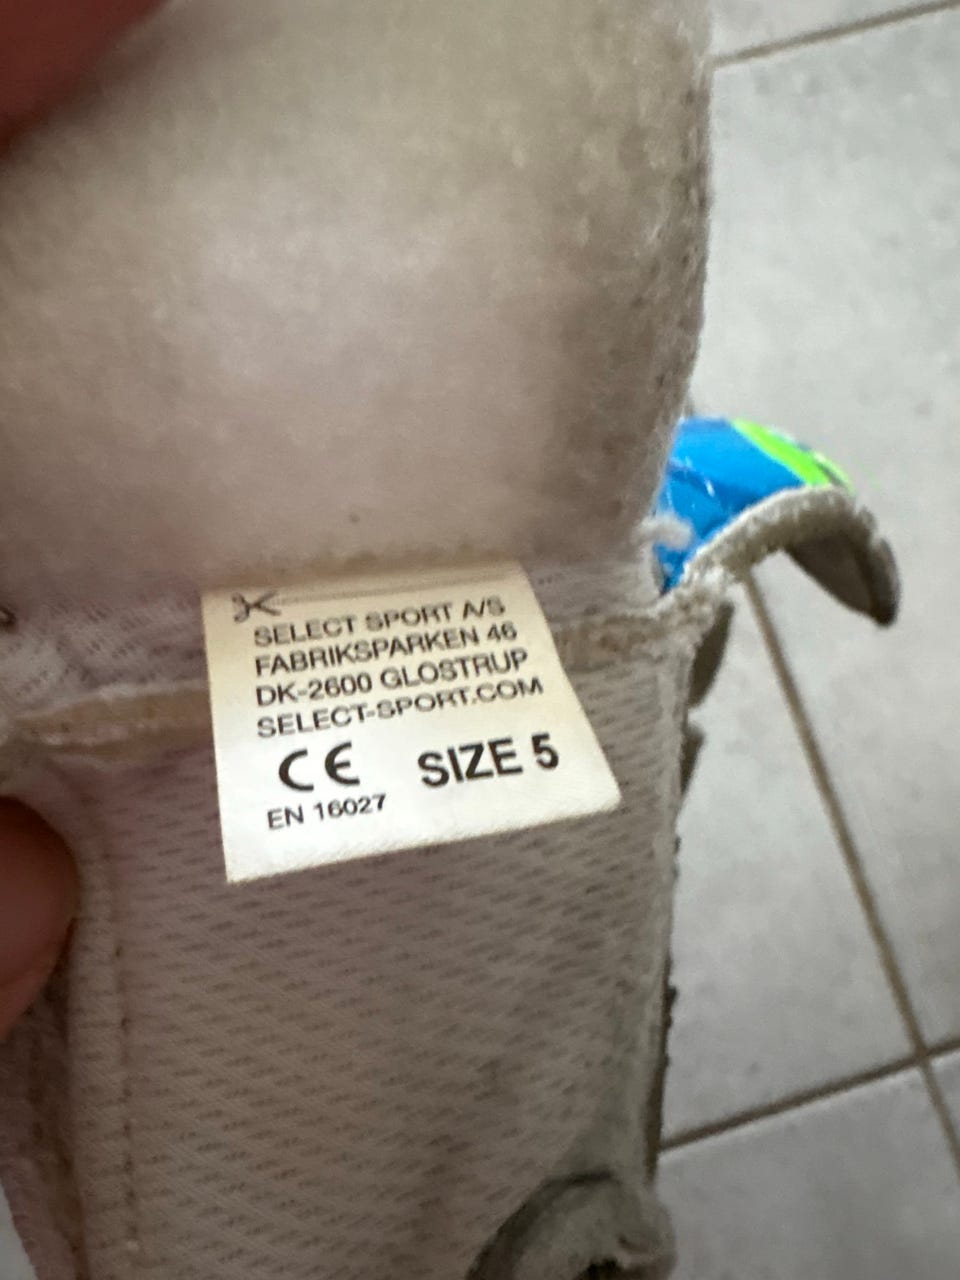 SELECT SPORT A/S
FABRIKSPARKEN 46
DK-2600 GLOSTRUP
SELECT-SPORT.COM
CE SIZE 5
EN 16027